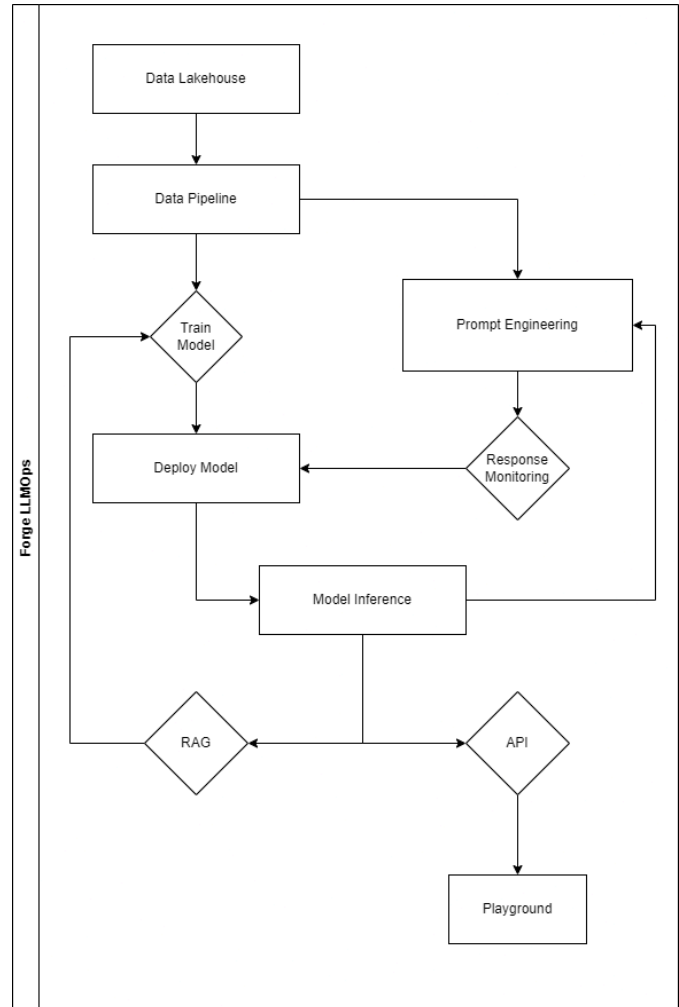 Forge LLMOps
Data Lakehouse
Data Pipeline
Train
Model
Prompt Engineering
Deploy Model
Response
Monitoring
Model Inference
RAG
API
Playground